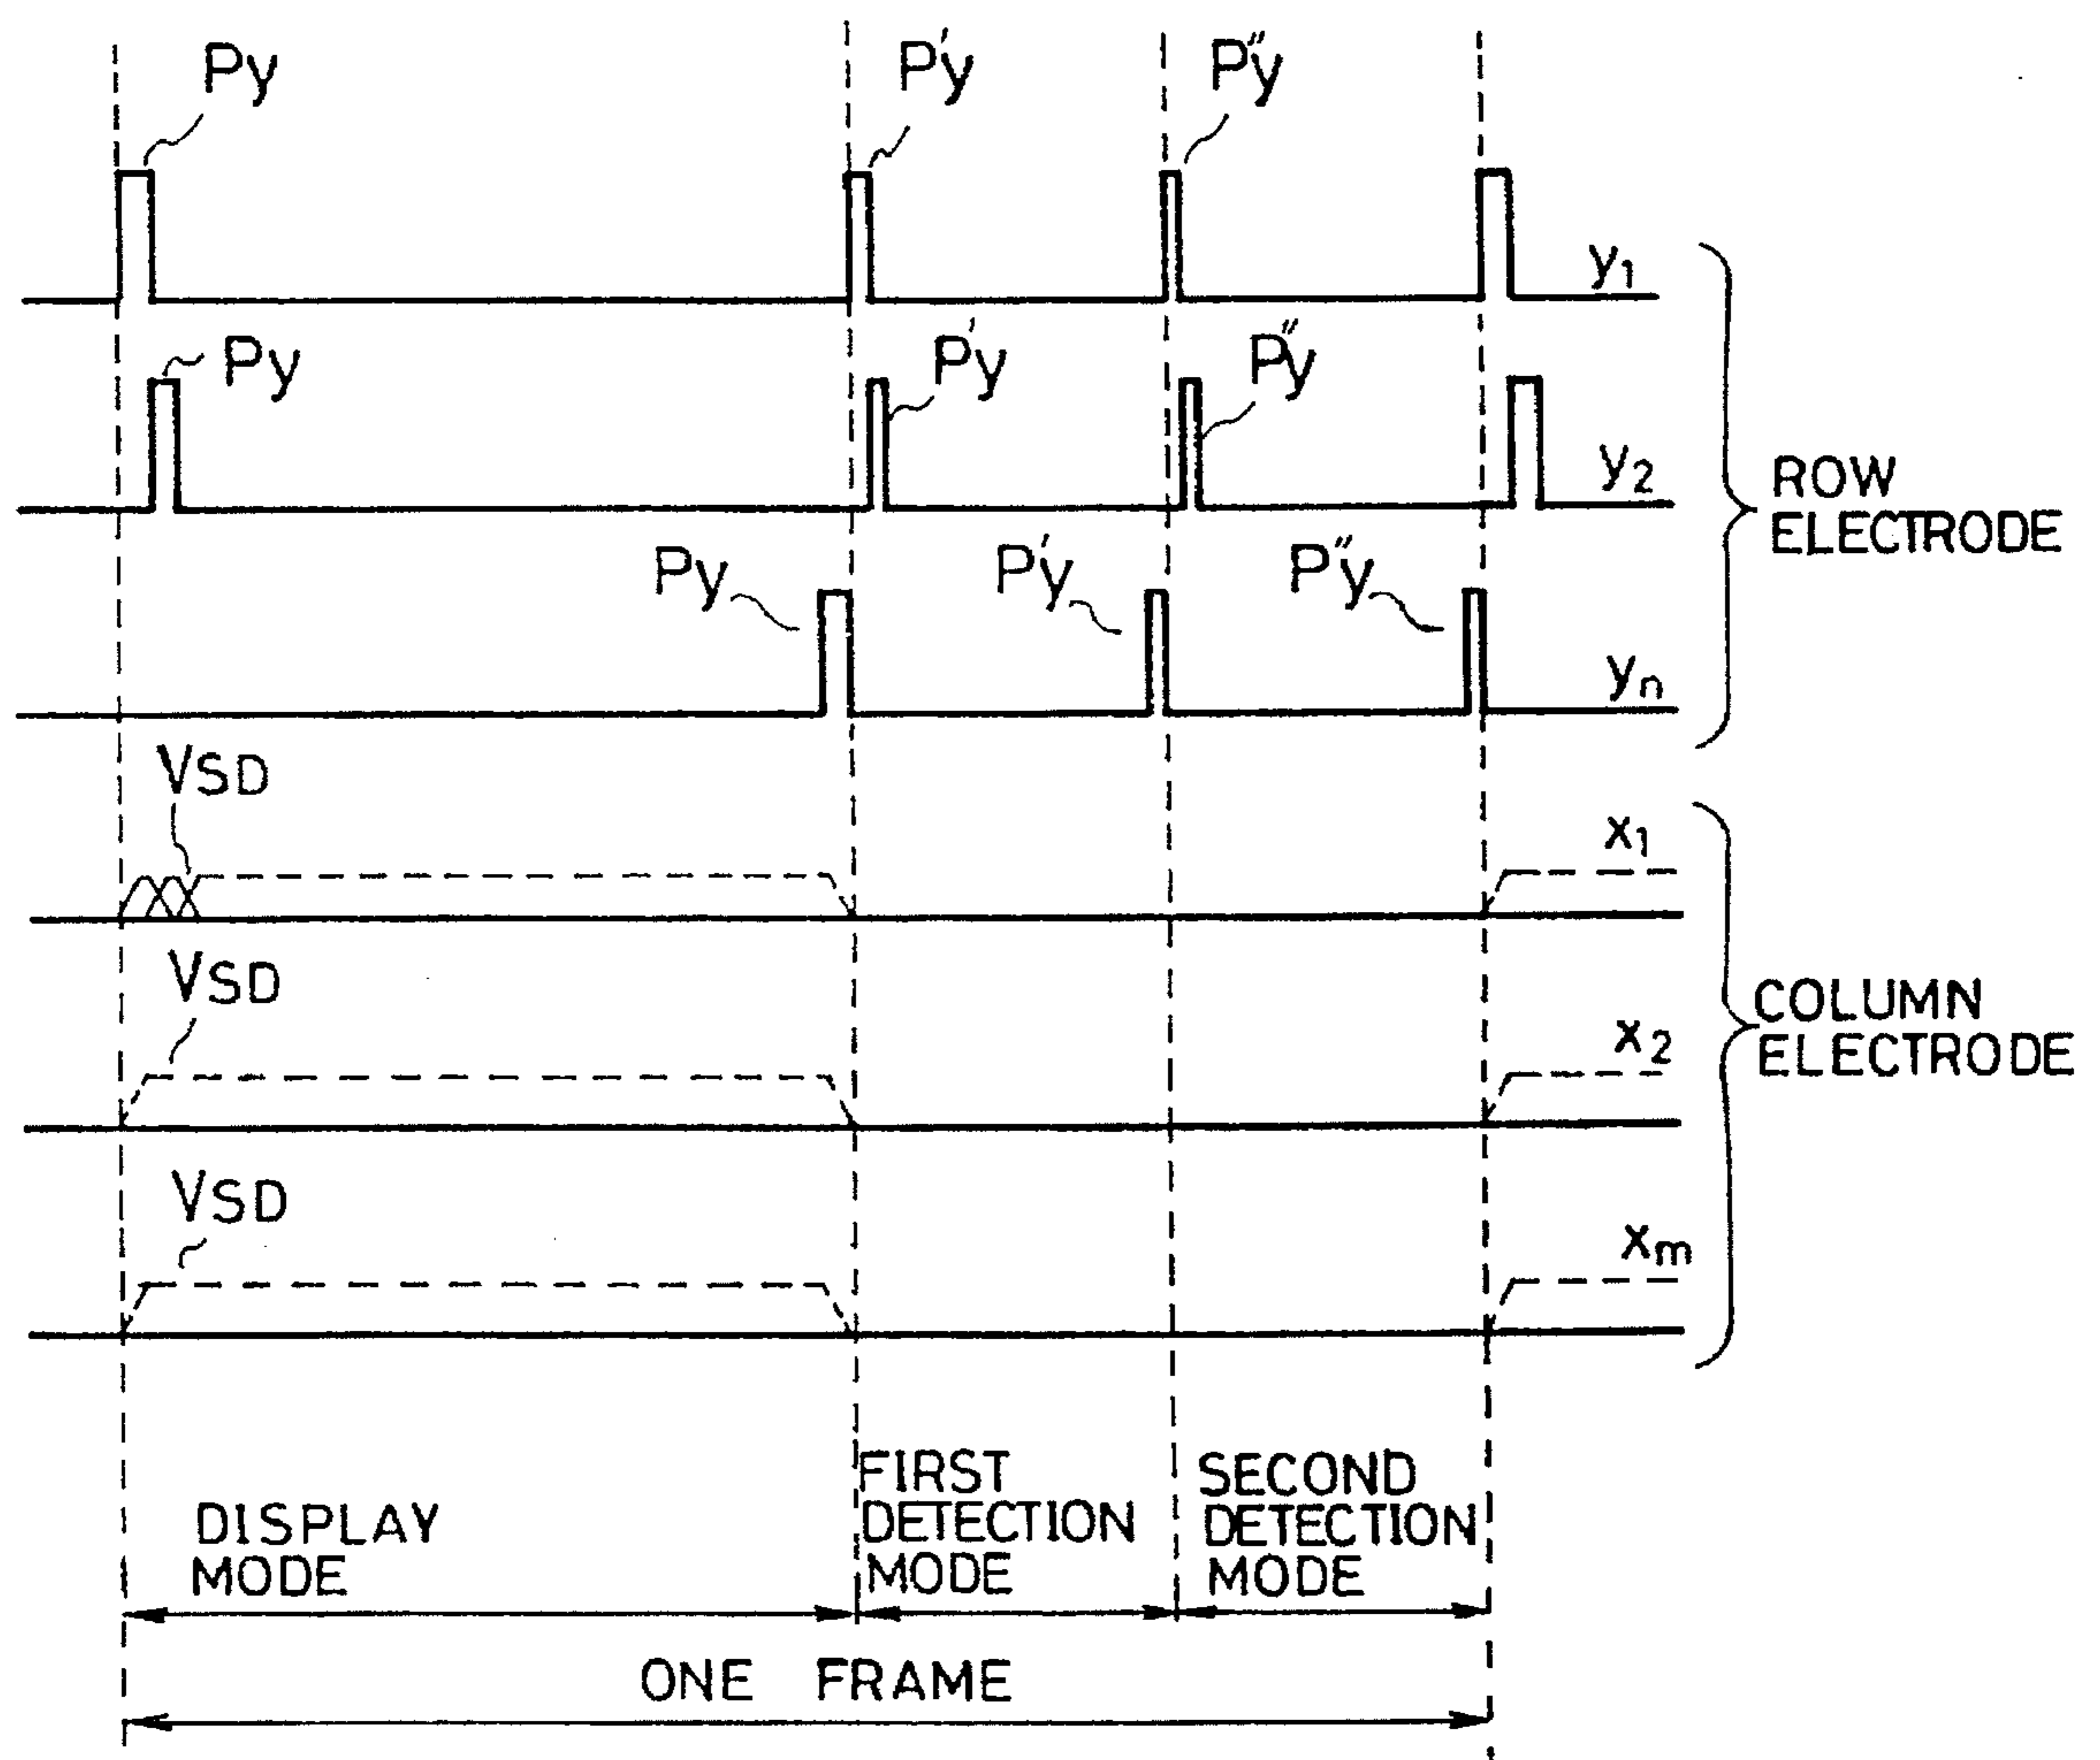 Py P'y P"y
y1
Py P'y P"y
y2
ROW
ELECTRODE
Py P'y P"y
yn
VSD
x1
VSD
x2
COLUMN
ELECTRODE
VSD
xm
DISPLAY
MODE
FIRST
DETECTION
MODE
SECOND
DETECTION
MODE
ONE FRAME